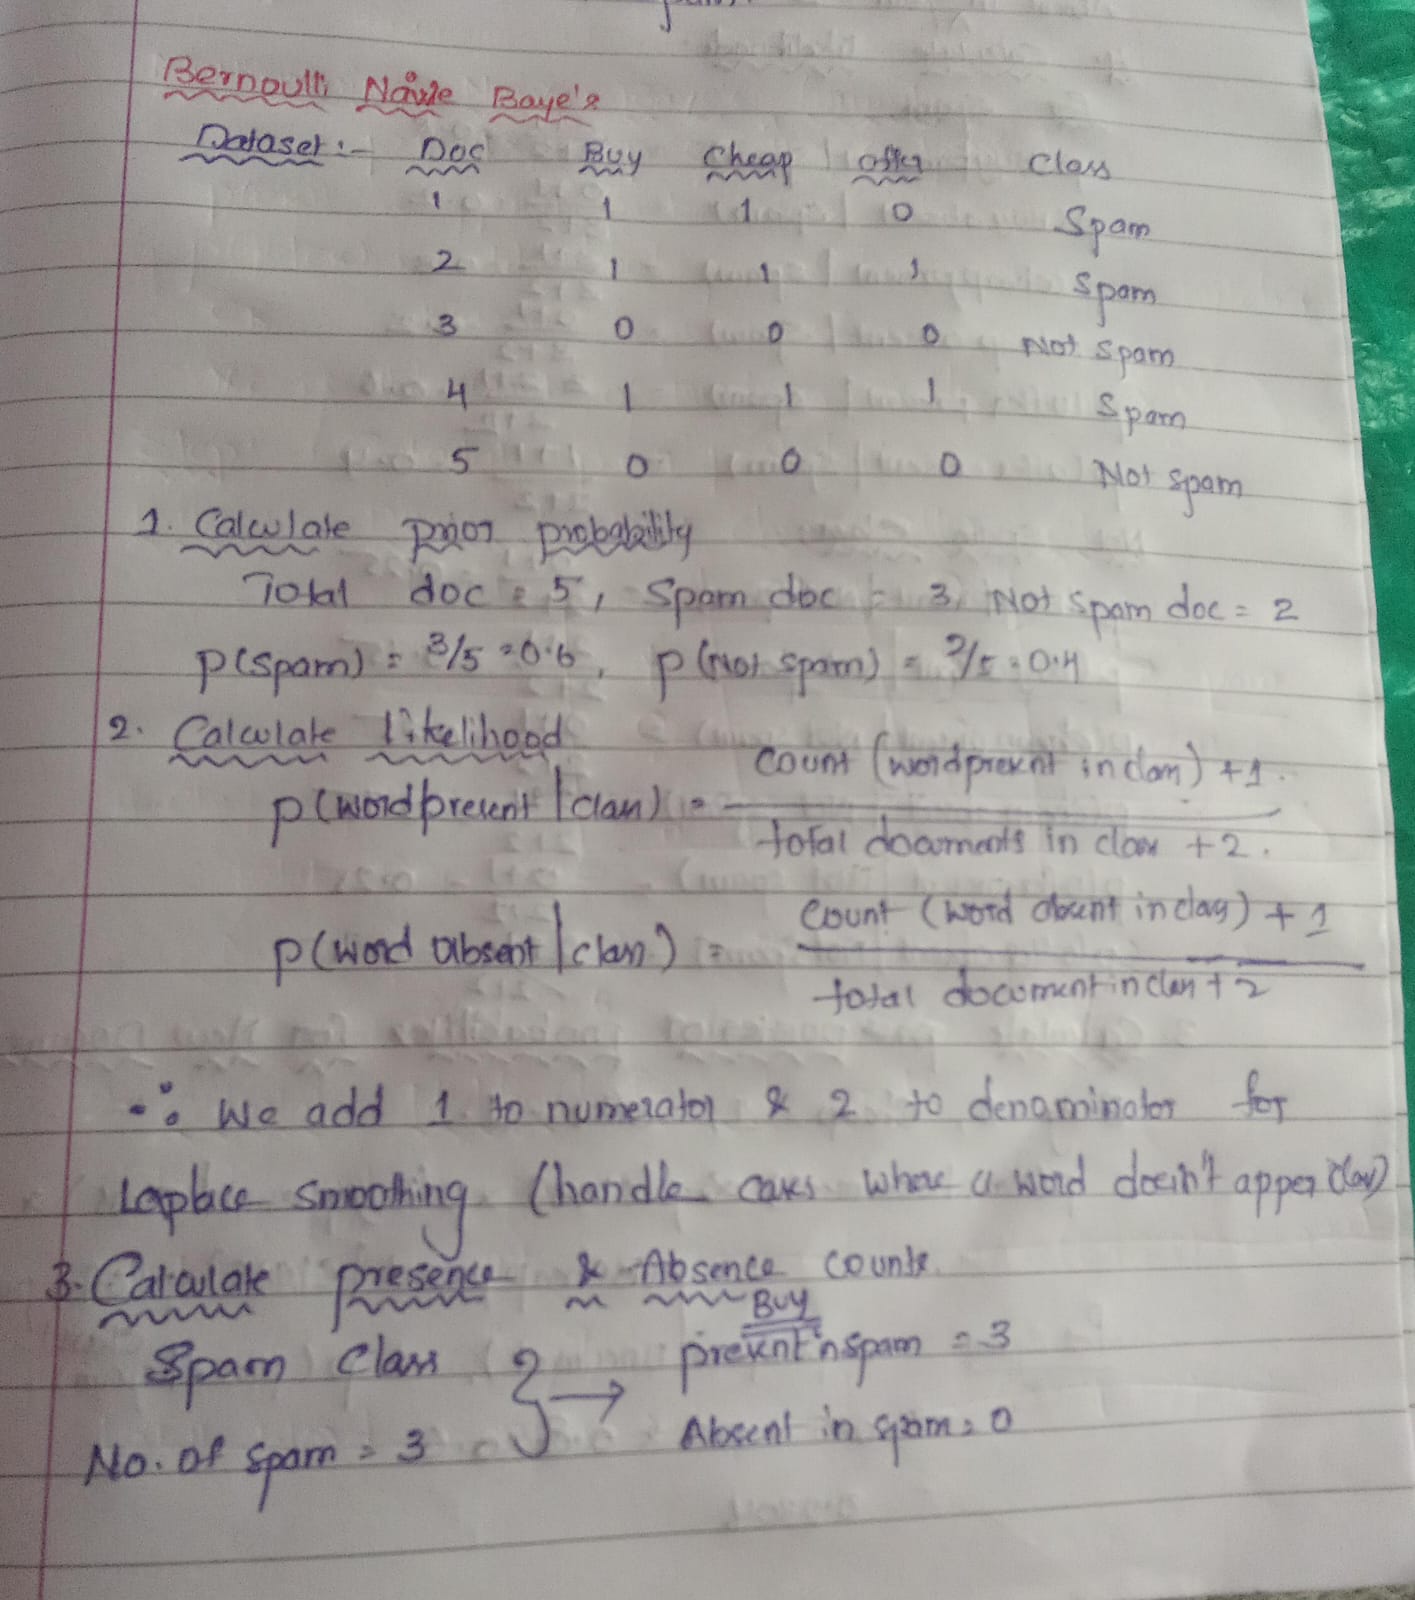 Bernoulli Naive Baye's
Dataset :- Doc Buy Cheap offer Class
1 1 1 0 Spam
2 1 1 1 Spam
3 0 0 0 Not Spam
4 1 1 1 Spam
5 0 0 0 Not Spam
1. Calculate prior probability
Total doc = 5, Spam doc = 3, Not Spam doc = 2
P(spam) = 3/5 = 0.6, P(Not spam) = 2/5 = 0.4
2. Calculate likelihood
P(word present | class) = count (word present in class) + 1
total documents in class + 2.
P(word absent | class) = Count (word absent in class) + 1
total document in class + 2
∴ We add 1 to numerator & 2 to denominator for
Laplace smoothing (handle cases where a word doesn't apper class)
3. Calculate presence & Absence counts
Buy
Spam Class } → present in spam = 3
No. of spam = 3 Absent in spam = 0